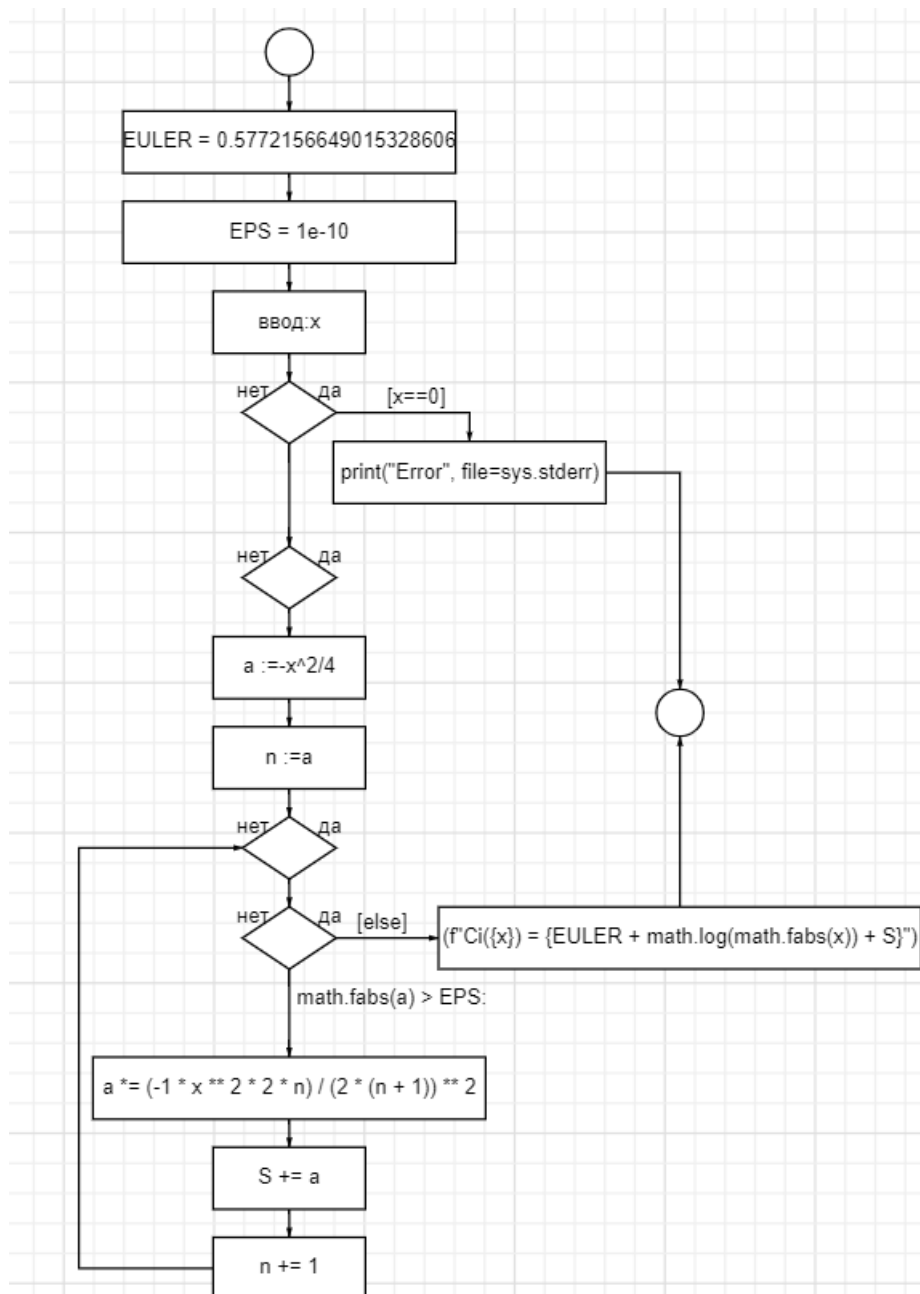 EULER = 0.5772156649015328606
EPS = 1e-10
ввод:x
нет
да
[x==0]
print("Error", file=sys.stderr)
нет
да
a :=-x^2/4
n :=a
нет
да
нет
да
[else]
(f"Ci({x}) = {EULER + math.log(math.fabs(x)) + S}")
math.fabs(a) > EPS:
a *= (-1 * x ** 2 * 2 * n) / (2 * (n + 1)) ** 2
S += a
n += 1